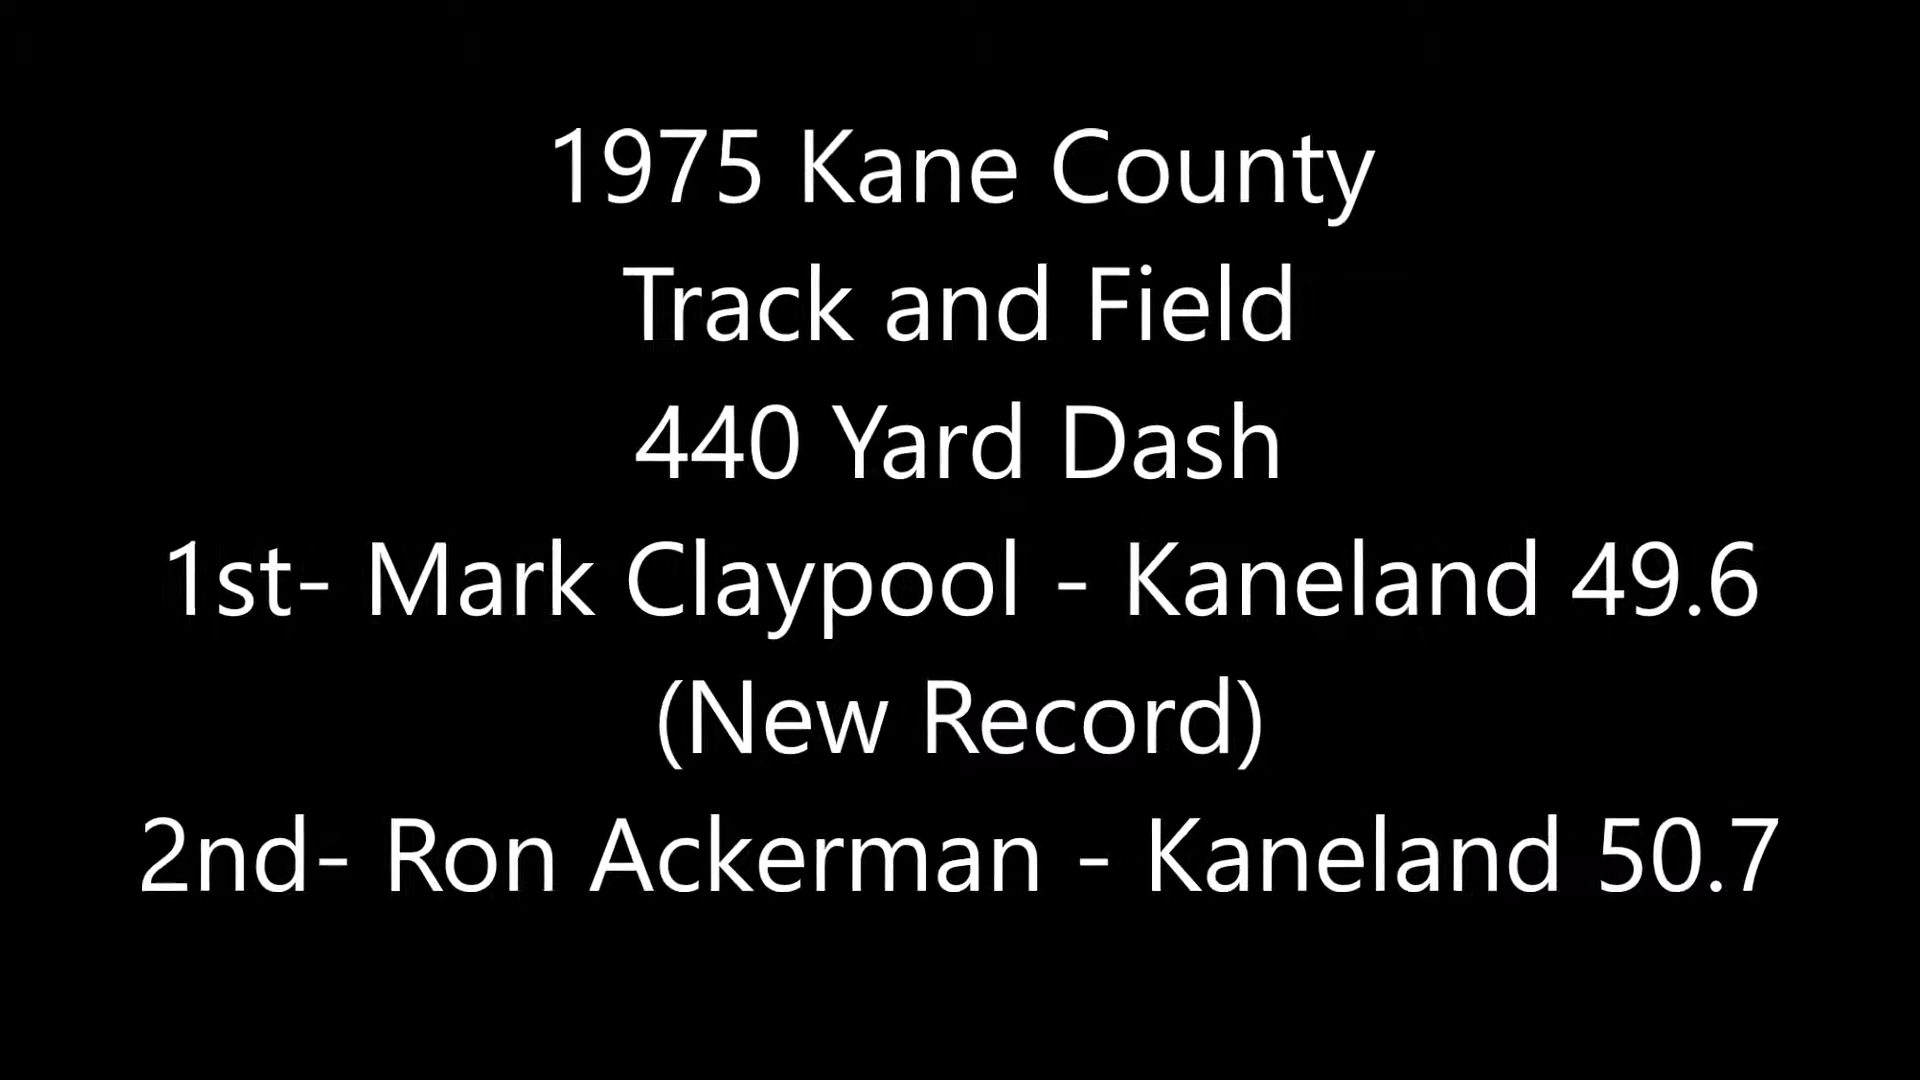 1975 Kane County
Track and Field
440 Yard Dash
1st- Mark Claypool - Kaneland 49.6
(New Record)
2nd- Ron Ackerman - Kaneland 50.7